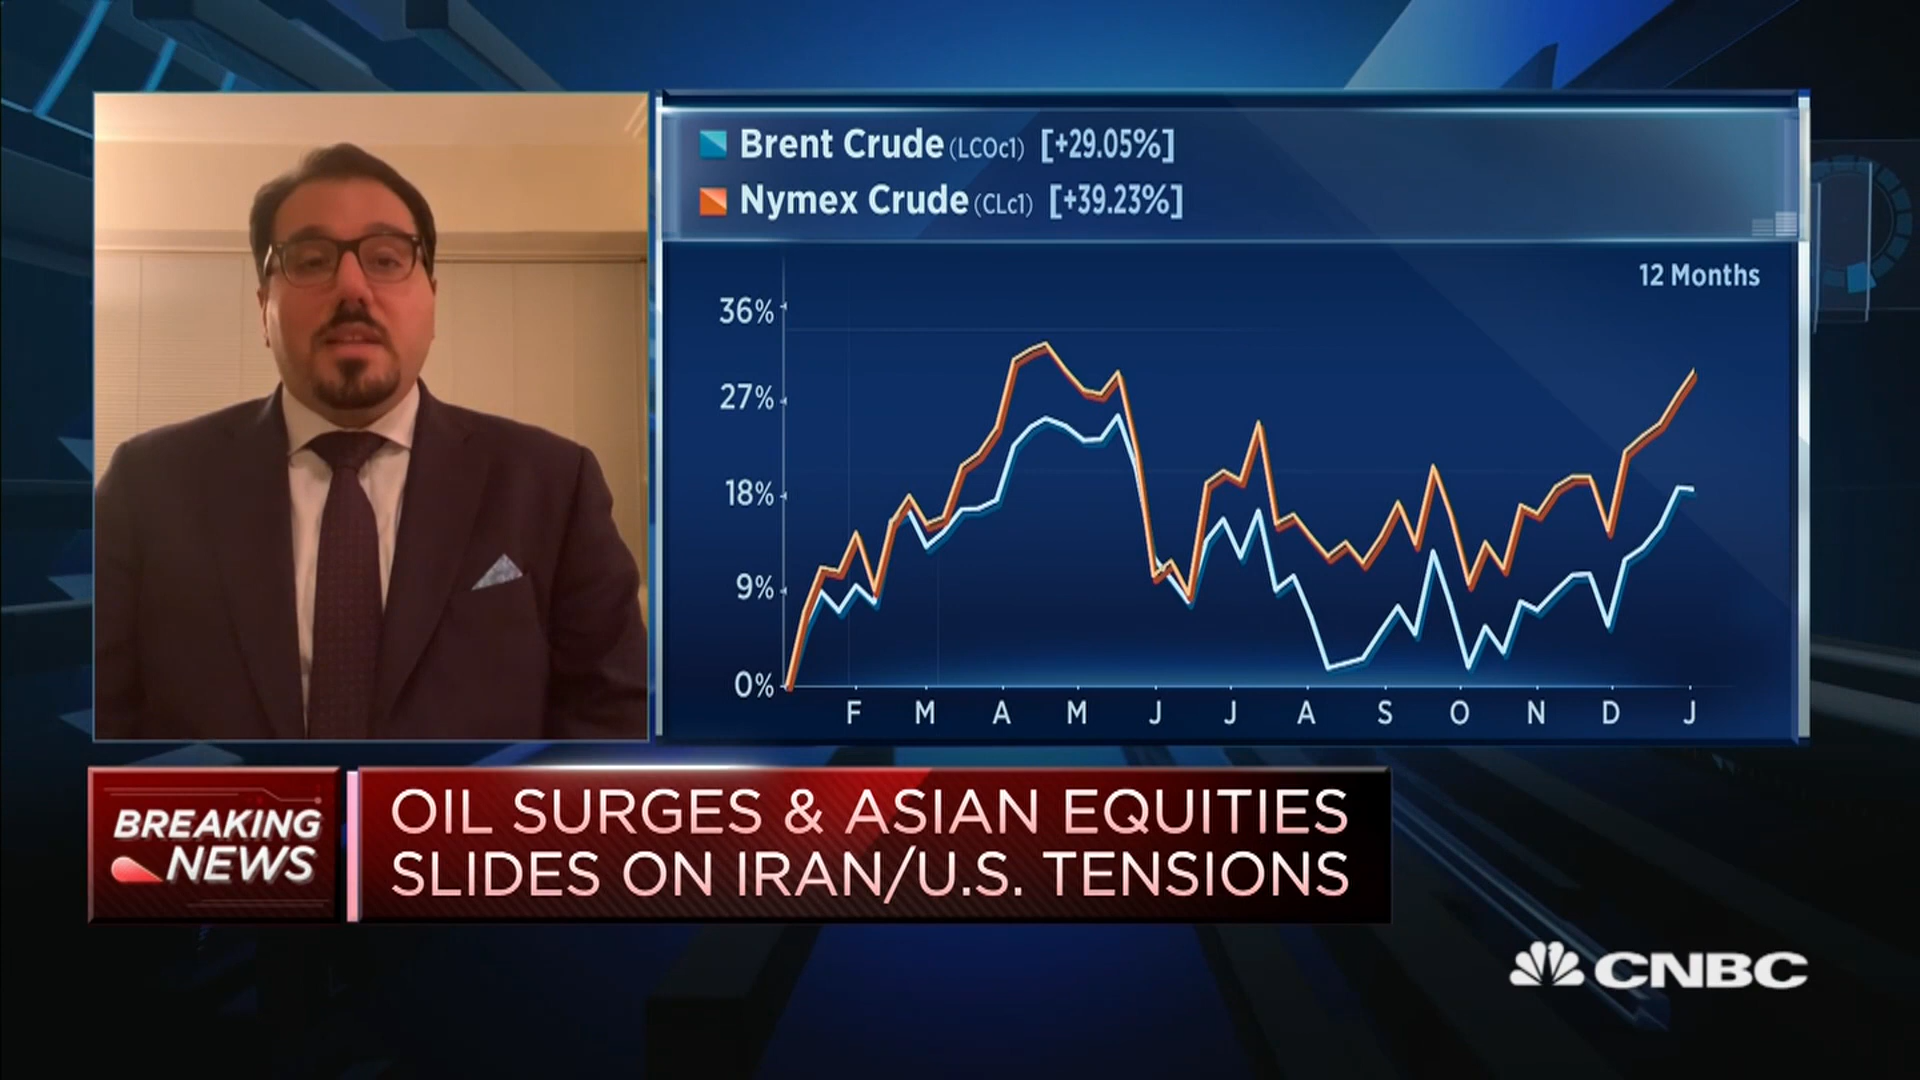 Brent Crude (LCOc1) [+29.05%]
Nymex Crude (CLc1) [+39.23%]
12 Months
36%
27%
18%
9%
0%
F M A M J J A S O N D J
BREAKING
NEWS
OIL SURGES & ASIAN EQUITIES
SLIDES ON IRAN/U.S. TENSIONS
CNBC